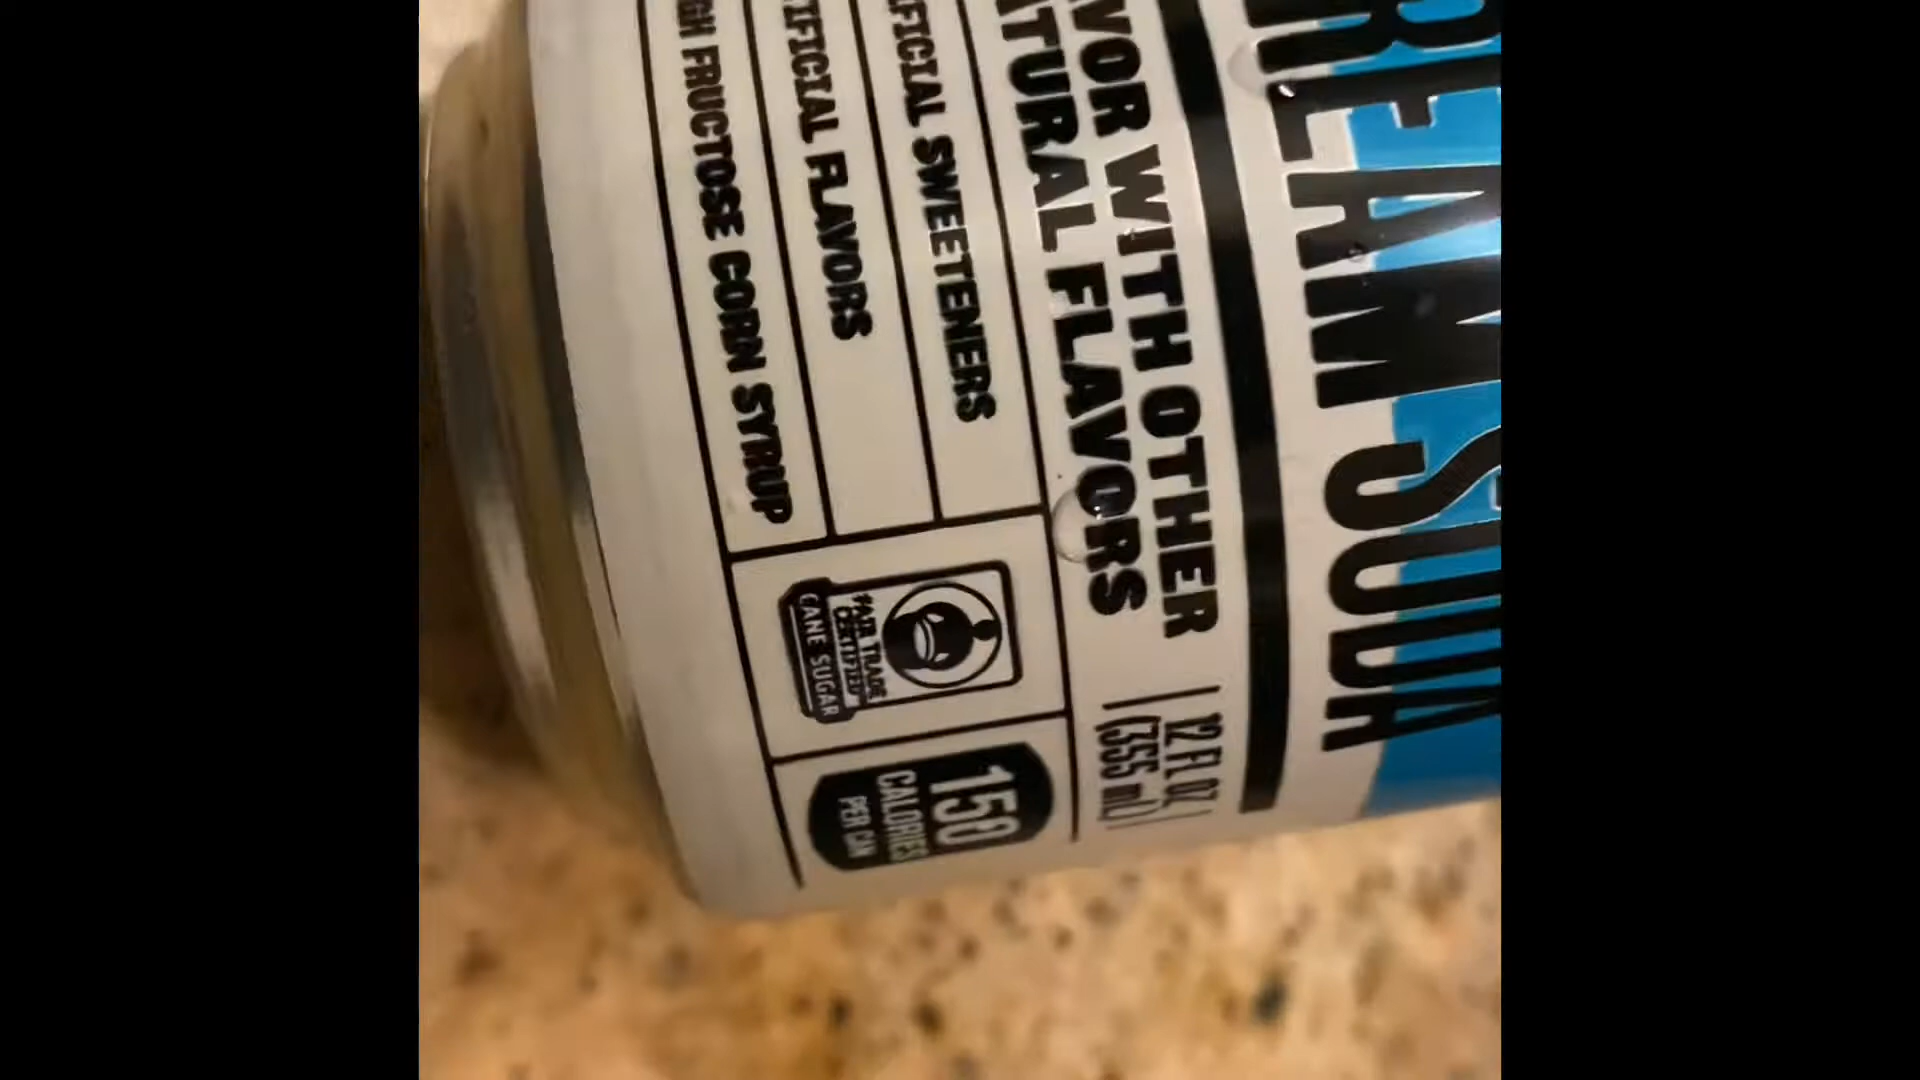 REAM SODA
VOR WITH OTHER
ATURAL FLAVORS
12 FL OZ
(355 mL)
FICIAL SWEETENERS
TIFICIAL FLAVORS
GH FRUCTOSE CORN SYRUP
FAIR TRADE
CERTIFIED
CANE SUGAR
150
CALORIES
PER CAN